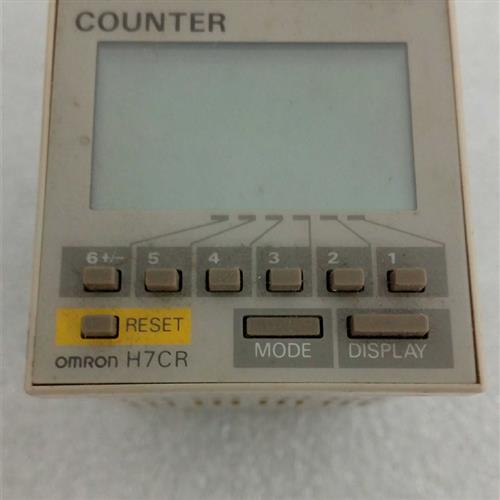 COUNTER
6+/− 5 4 3 2 1
RESET
MODE DISPLAY
OMRON H7CR